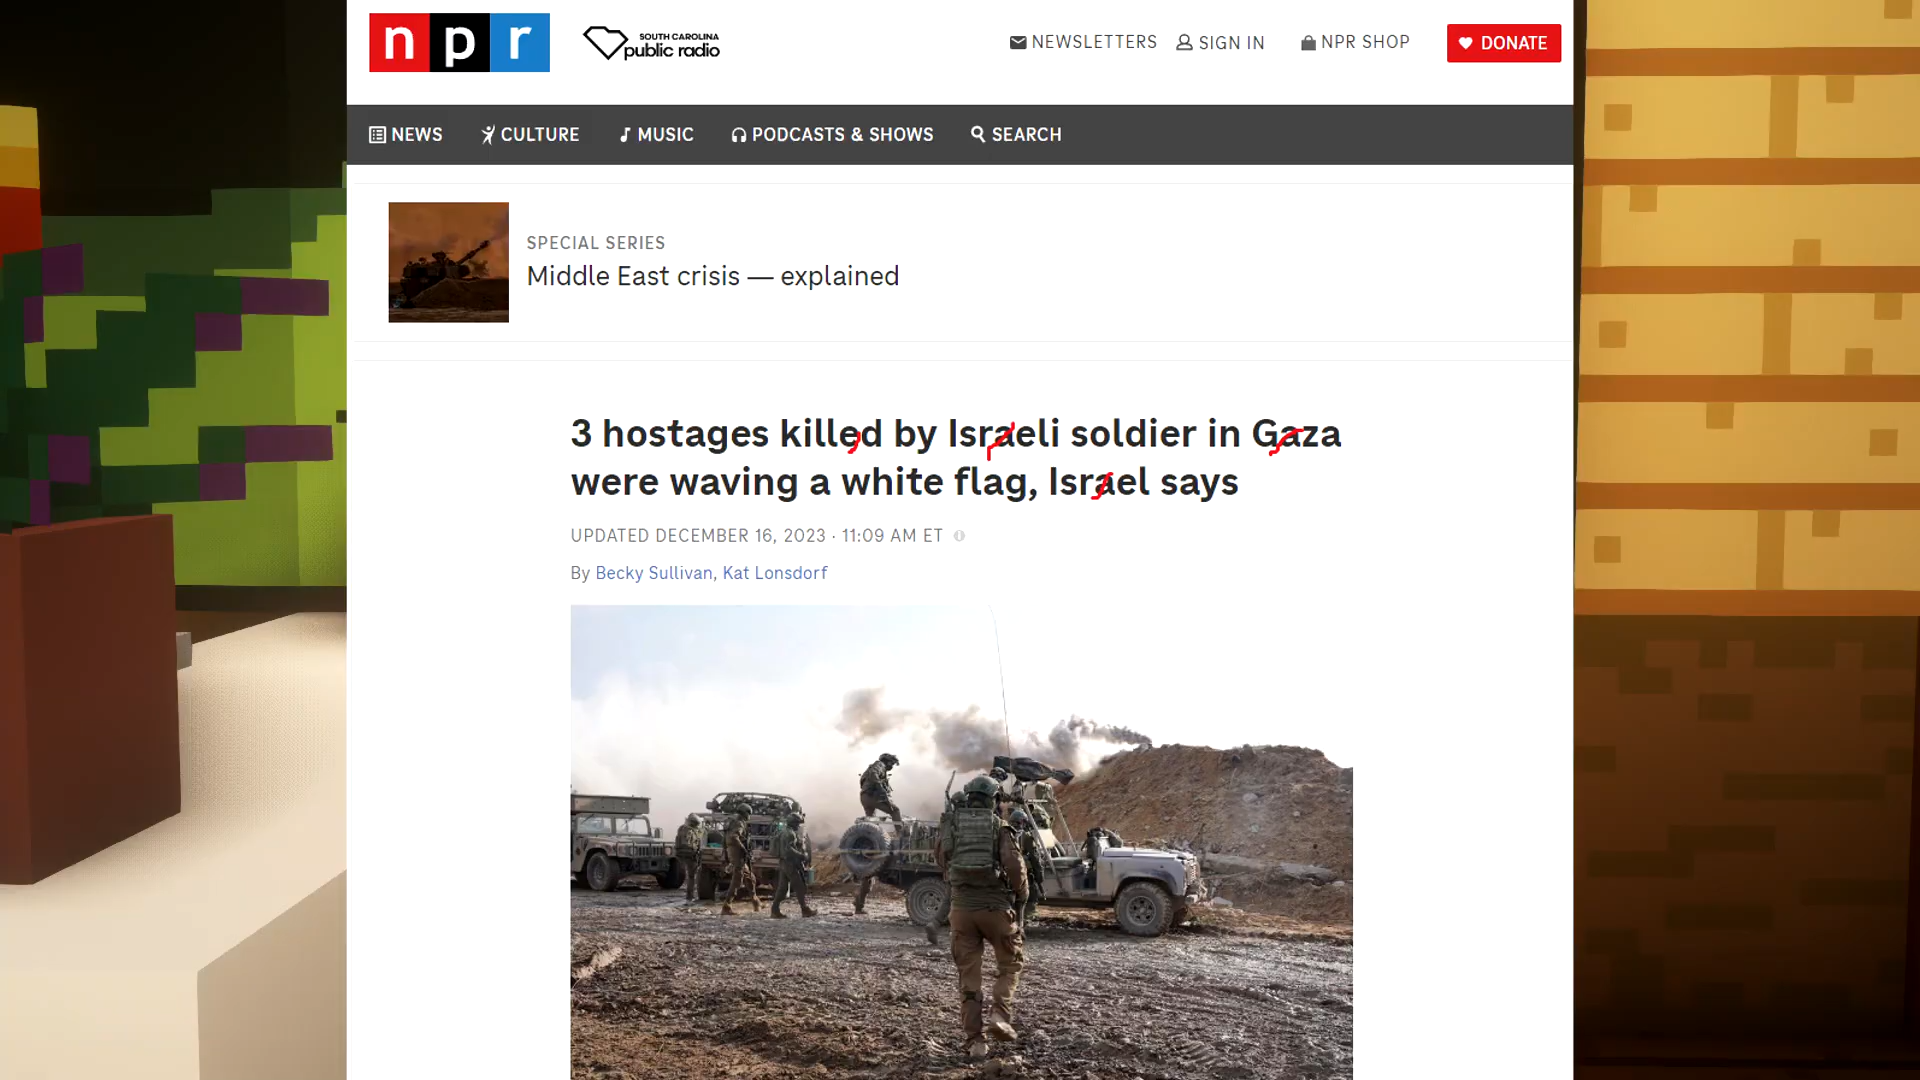 npr
SOUTH CAROLINA
public radio
NEWSLETTERS
SIGN IN
NPR SHOP
DONATE
NEWS
CULTURE
MUSIC
PODCASTS & SHOWS
SEARCH
SPECIAL SERIES
Middle East crisis — explained
3 hostages killed by Israeli soldier in Gaza
were waving a white flag, Israel says
UPDATED DECEMBER 16, 2023 · 11:09 AM ET
By Becky Sullivan, Kat Lonsdorf